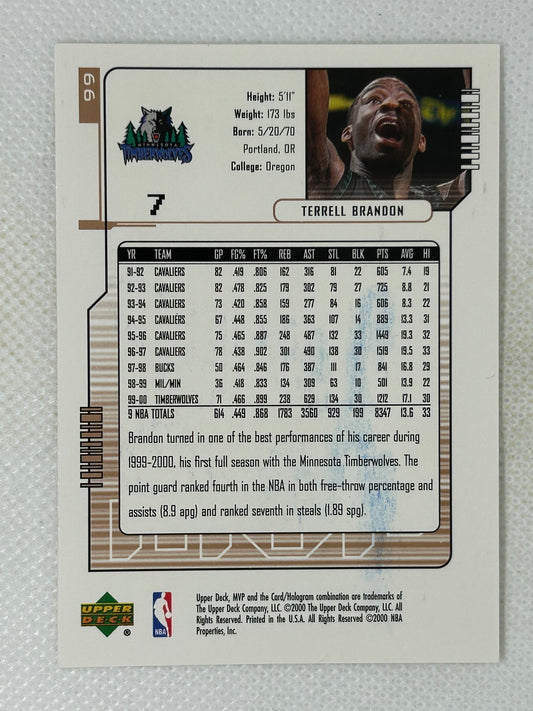 99
Height: 5'11"
Weight: 173 lbs
Born: 5/20/70
Portland, OR
College: Oregon
MINNESOTA
TIMBERWOLVES
7
TERRELL BRANDON
YR TEAM GP FG% FT% REB AST STL BLK PTS AVG HI
91-92 CAVALIERS 82 .419 .806 162 316 81 22 605 7.4 19
92-93 CAVALIERS 82 .478 .825 179 302 79 27 725 8.8 21
93-94 CAVALIERS 73 .420 .858 159 277 84 16 606 8.3 22
94-95 CAVALIERS 67 .448 .855 186 363 107 14 889 13.3 31
95-96 CAVALIERS 75 .465 .887 248 487 132 33 1449 19.3 32
96-97 CAVALIERS 78 .438 .902 301 490 138 30 1519 19.5 33
97-98 BUCKS 50 .464 .846 176 387 111 17 841 16.8 29
98-99 MIL/MIN 36 .418 .833 134 309 63 10 501 13.9 22
99-00 TIMBERWOLVES 71 .466 .899 238 629 134 30 1212 17.1 30
9 NBA TOTALS 614 .449 .868 1783 3560 929 199 8347 13.6 33
Brandon turned in one of the best performances of his career during
1999-2000, his first full season with the Minnesota Timberwolves. The
point guard ranked fourth in the NBA in both free-throw percentage and
assists (8.9 apg) and ranked seventh in steals (1.89 spg).
UPPER
DECK
®
NBA
Upper Deck, MVP and the Card/Hologram combination are trademarks of
The Upper Deck Company, LLC. ©2000 The Upper Deck Company, LLC. All
Rights Reserved. Printed in the U.S.A. All Rights Reserved. ©2000 NBA
Properties, Inc.